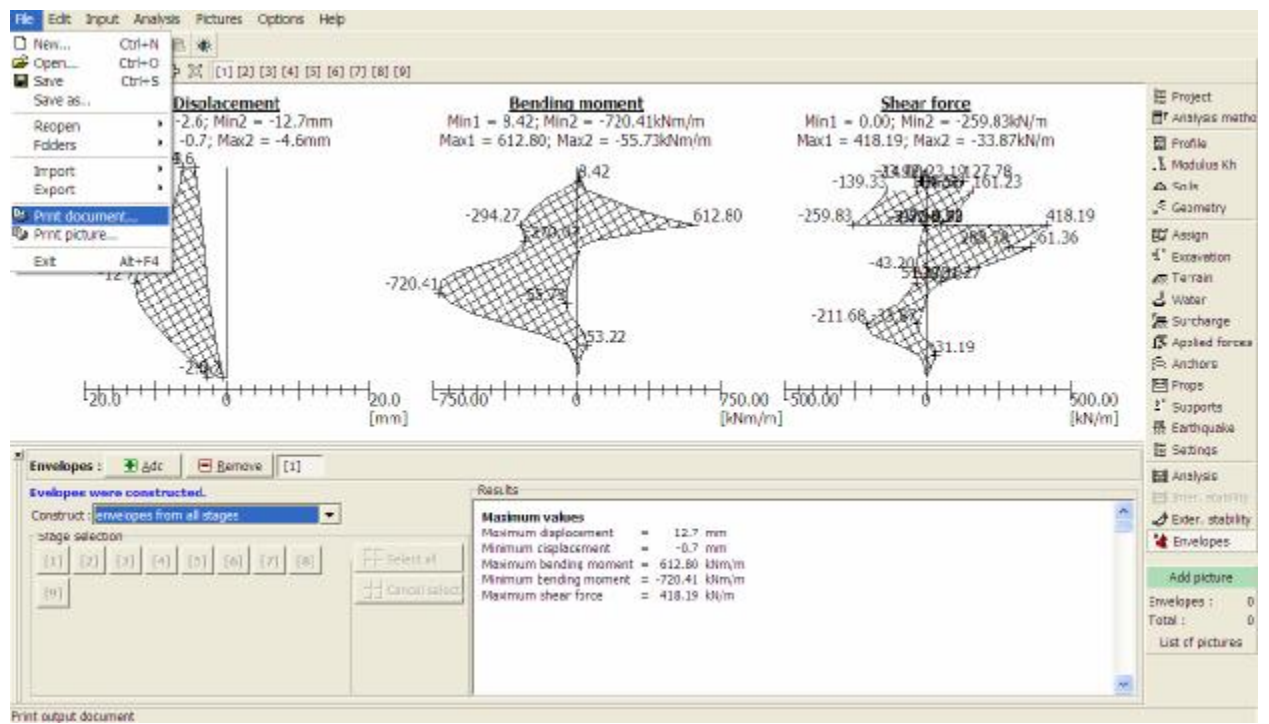 File Edit Input Analysis Pictures Options Help
New... Ctrl+N
Open... Ctrl+O
Save Ctrl+S
Save as...
Reopen
Folders
Import
Export
Print document...
Print picture...
Exit Alt+F4
[1] [2] [3] [4] [5] [6] [7] [8] [9]
Displacement
-2.6; Min2 = -12.7mm
-0.7; Max2 = -4.6mm
20.0 0 20.0
[mm]
Bending moment
Min1 = 8.42; Min2 = -720.41kNm/m
Max1 = 612.80; Max2 = -55.73kNm/m
8.42
-294.27 612.80
-720.41
55.73
53.22
750.00 0 750.00
[kNm/m]
Shear force
Min1 = 0.00; Min2 = -259.83kN/m
Max1 = 418.19; Max2 = -33.87kN/m
127.78
-139.33 161.23
-259.83 418.19
361.36
-43.20
-211.68 -33.87
31.19
500.00 0 500.00
[kN/m]
Project
Analysis metho
Profile
Modulus Kh
Soils
Geometry
Assign
Excavation
Terrain
Water
Surcharge
Applied forces
Anchors
Props
Supports
Earthquake
Settings
Analysis
Inter. stability
Exter. stability
Envelopes
Add picture
Envelopes : 0
Total : 0
List of pictures
Envelopes : Add Remove [1]
Evelopes were constructed.
Construct : envelopes from all stages
Stage selection
[1] [2] [3] [4] [5] [6] [7] [8]
[9]
Select all
Cancel select
Results
Maximum values
Maximum displacement = 12.7 mm
Minimum displacement = -0.7 mm
Maximum bending moment = 612.80 kNm/m
Minimum bending moment = -720.41 kNm/m
Maximum shear force = 418.19 kN/m
Print output document